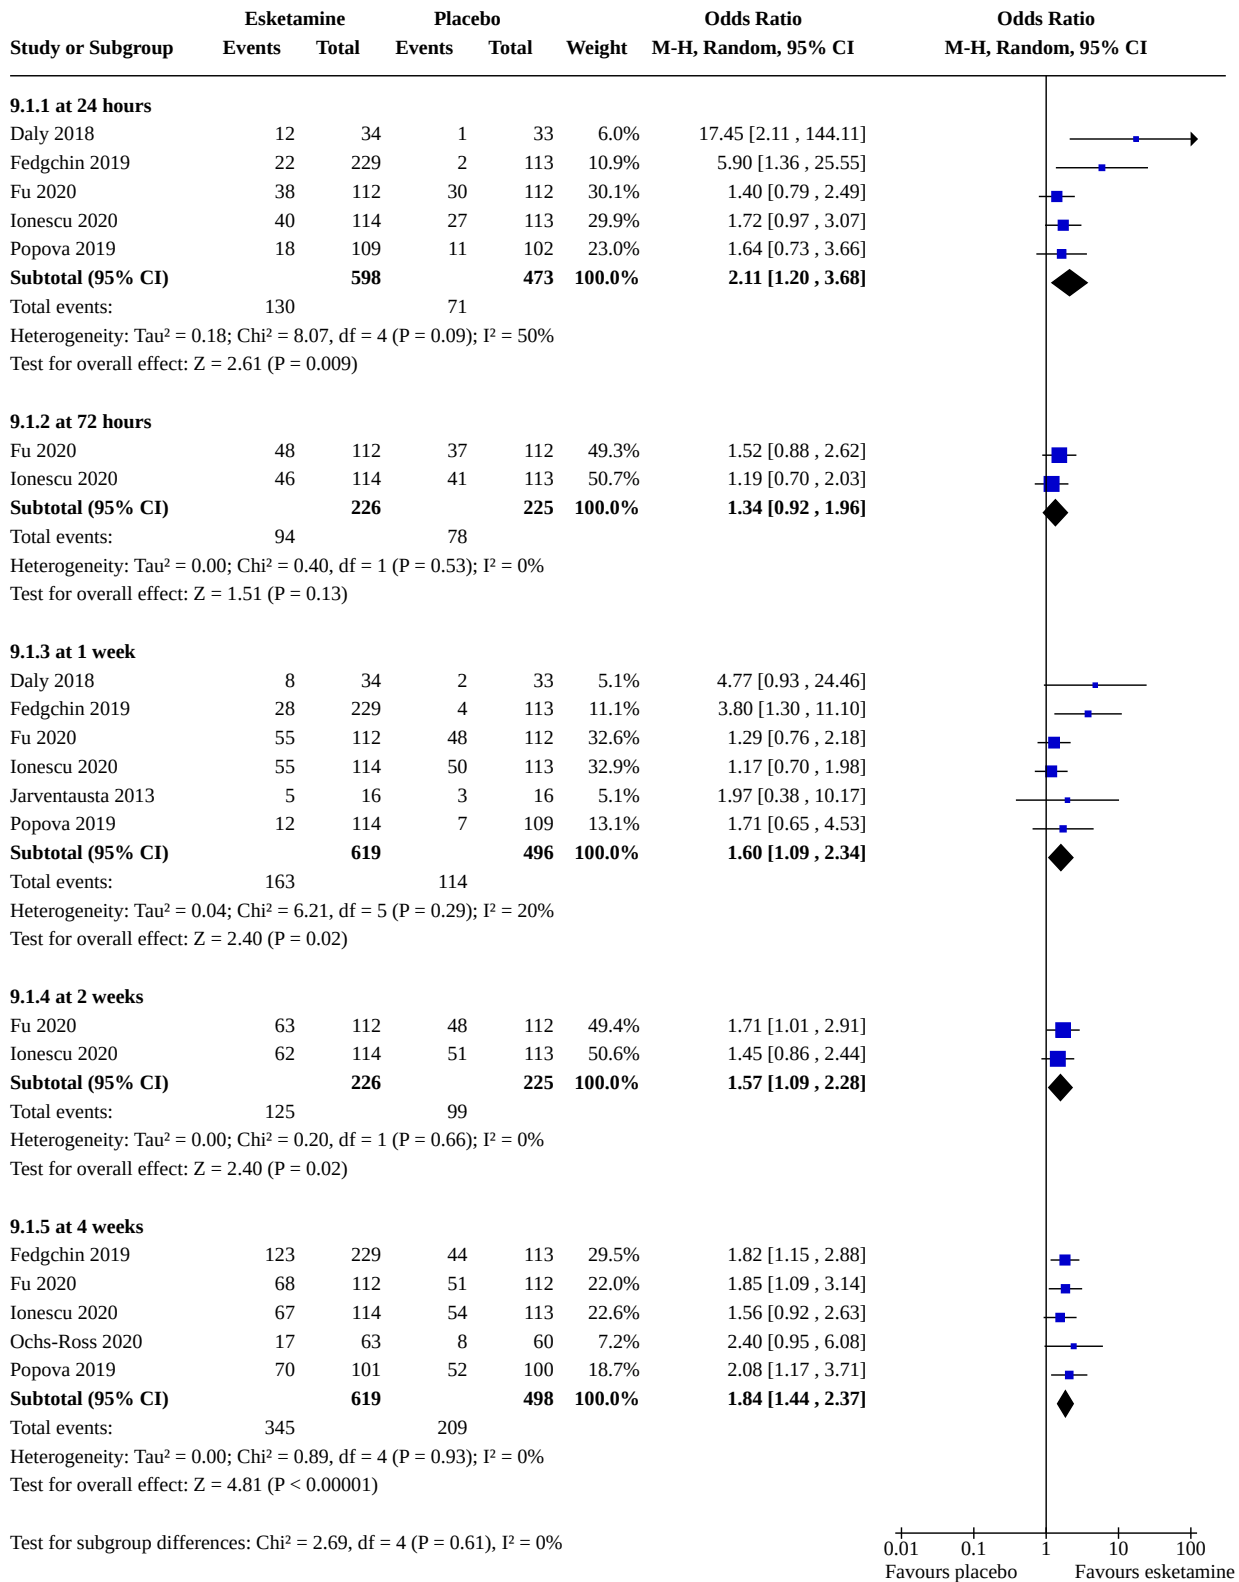 Esketamine Placebo Odds Ratio Odds Ratio
Study or Subgroup Events Total Events Total Weight M-H, Random, 95% CI M-H, Random, 95% CI
9.1.1 at 24 hours
Daly 2018 12 34 1 33 6.0% 17.45 [2.11 , 144.11]
Fedgchin 2019 22 229 2 113 10.9% 5.90 [1.36 , 25.55]
Fu 2020 38 112 30 112 30.1% 1.40 [0.79 , 2.49]
Ionescu 2020 40 114 27 113 29.9% 1.72 [0.97 , 3.07]
Popova 2019 18 109 11 102 23.0% 1.64 [0.73 , 3.66]
Subtotal (95% CI) 598 473 100.0% 2.11 [1.20 , 3.68]
Total events: 130 71
Heterogeneity: Tau² = 0.18; Chi² = 8.07, df = 4 (P = 0.09); I² = 50%
Test for overall effect: Z = 2.61 (P = 0.009)
9.1.2 at 72 hours
Fu 2020 48 112 37 112 49.3% 1.52 [0.88 , 2.62]
Ionescu 2020 46 114 41 113 50.7% 1.19 [0.70 , 2.03]
Subtotal (95% CI) 226 225 100.0% 1.34 [0.92 , 1.96]
Total events: 94 78
Heterogeneity: Tau² = 0.00; Chi² = 0.40, df = 1 (P = 0.53); I² = 0%
Test for overall effect: Z = 1.51 (P = 0.13)
9.1.3 at 1 week
Daly 2018 8 34 2 33 5.1% 4.77 [0.93 , 24.46]
Fedgchin 2019 28 229 4 113 11.1% 3.80 [1.30 , 11.10]
Fu 2020 55 112 48 112 32.6% 1.29 [0.76 , 2.18]
Ionescu 2020 55 114 50 113 32.9% 1.17 [0.70 , 1.98]
Jarventausta 2013 5 16 3 16 5.1% 1.97 [0.38 , 10.17]
Popova 2019 12 114 7 109 13.1% 1.71 [0.65 , 4.53]
Subtotal (95% CI) 619 496 100.0% 1.60 [1.09 , 2.34]
Total events: 163 114
Heterogeneity: Tau² = 0.04; Chi² = 6.21, df = 5 (P = 0.29); I² = 20%
Test for overall effect: Z = 2.40 (P = 0.02)
9.1.4 at 2 weeks
Fu 2020 63 112 48 112 49.4% 1.71 [1.01 , 2.91]
Ionescu 2020 62 114 51 113 50.6% 1.45 [0.86 , 2.44]
Subtotal (95% CI) 226 225 100.0% 1.57 [1.09 , 2.28]
Total events: 125 99
Heterogeneity: Tau² = 0.00; Chi² = 0.20, df = 1 (P = 0.66); I² = 0%
Test for overall effect: Z = 2.40 (P = 0.02)
9.1.5 at 4 weeks
Fedgchin 2019 123 229 44 113 29.5% 1.82 [1.15 , 2.88]
Fu 2020 68 112 51 112 22.0% 1.85 [1.09 , 3.14]
Ionescu 2020 67 114 54 113 22.6% 1.56 [0.92 , 2.63]
Ochs-Ross 2020 17 63 8 60 7.2% 2.40 [0.95 , 6.08]
Popova 2019 70 101 52 100 18.7% 2.08 [1.17 , 3.71]
Subtotal (95% CI) 619 498 100.0% 1.84 [1.44 , 2.37]
Total events: 345 209
Heterogeneity: Tau² = 0.00; Chi² = 0.89, df = 4 (P = 0.93); I² = 0%
Test for overall effect: Z = 4.81 (P < 0.00001)
Test for subgroup differences: Chi² = 2.69, df = 4 (P = 0.61), I² = 0%
0.01 0.1 1 10 100
Favours placebo Favours esketamine